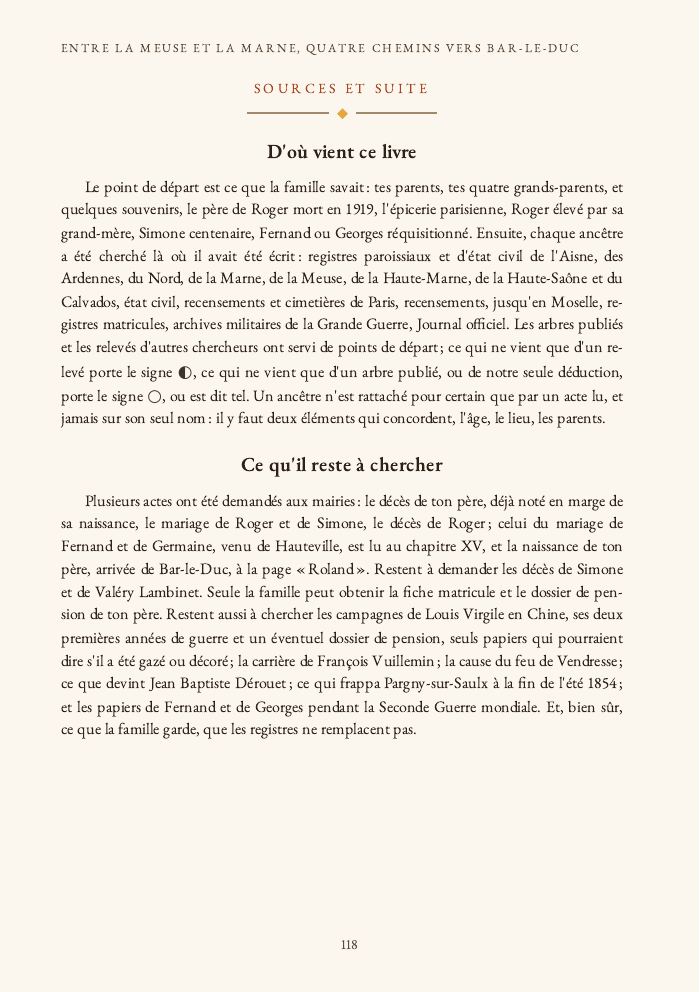 ENTRE LA MEUSE ET LA MARNE, QUATRE CHEMINS VERS BAR-LE-DUC
SOURCES ET SUITE
D'où vient ce livre
Le point de départ est ce que la famille savait : tes parents, tes quatre grands-parents, et
quelques souvenirs, le père de Roger mort en 1919, l'épicerie parisienne, Roger élevé par sa
grand-mère, Simone centenaire, Fernand ou Georges réquisitionné. Ensuite, chaque ancêtre
a été cherché là où il avait été écrit : registres paroissiaux et d'état civil de l'Aisne, des
Ardennes, du Nord, de la Marne, de la Meuse, de la Haute-Marne, de la Haute-Saône et du
Calvados, état civil, recensements et cimetières de Paris, recensements, jusqu'en Moselle, re-
gistres matricules, archives militaires de la Grande Guerre, Journal officiel. Les arbres publiés
et les relevés d'autres chercheurs ont servi de points de départ ; ce qui ne vient que d'un re-
levé porte le signe ◐, ce qui ne vient que d'un arbre publié, ou de notre seule déduction,
porte le signe ○, ou est dit tel. Un ancêtre n'est rattaché pour certain que par un acte lu, et
jamais sur son seul nom : il y faut deux éléments qui concordent, l'âge, le lieu, les parents.
Ce qu'il reste à chercher
Plusieurs actes ont été demandés aux mairies : le décès de ton père, déjà noté en marge de
sa naissance, le mariage de Roger et de Simone, le décès de Roger ; celui du mariage de
Fernand et de Germaine, venu de Hauteville, est lu au chapitre XV, et la naissance de ton
père, arrivée de Bar-le-Duc, à la page « Roland ». Restent à demander les décès de Simone
et de Valéry Lambinet. Seule la famille peut obtenir la fiche matricule et le dossier de pen-
sion de ton père. Restent aussi à chercher les campagnes de Louis Virgile en Chine, ses deux
premières années de guerre et un éventuel dossier de pension, seuls papiers qui pourraient
dire s'il a été gazé ou décoré ; la carrière de François Vuillemin ; la cause du feu de Vendresse ;
ce que devint Jean Baptiste Dérouet ; ce qui frappa Pargny-sur-Saulx à la fin de l'été 1854 ;
et les papiers de Fernand et de Georges pendant la Seconde Guerre mondiale. Et, bien sûr,
ce que la famille garde, que les registres ne remplacent pas.
118